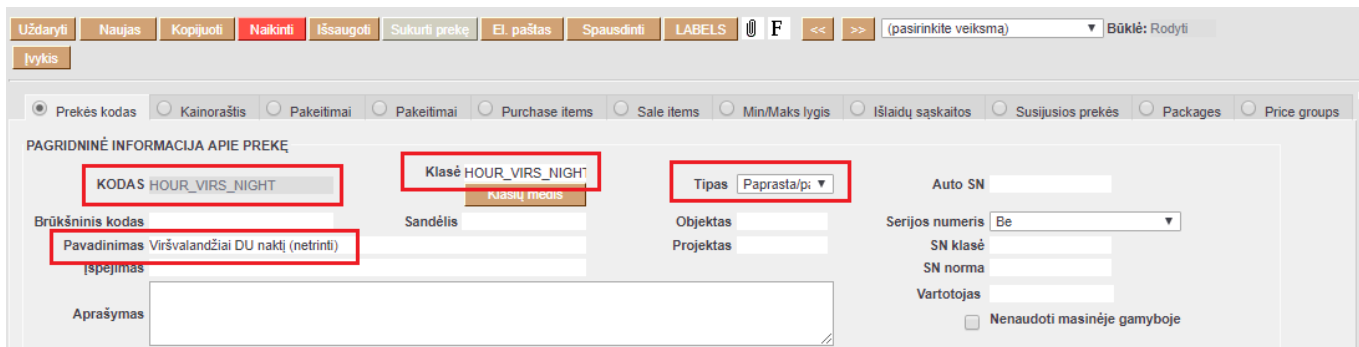 Uždaryti Naujas Kopijuoti Naikinti Išsaugoti Sukurti prekę El. paštas Spausdinti LABELS F << >> (pasirinkite veiksmą) Būklė: Rodyti
Įvykis
Prekės kodas Kainoraštis Pakeitimai Pakeitimai Purchase items Sale items Min/Maks lygis Išlaidų sąskaitos Susijusios prekės Packages Price groups
PAGRIDNINĖ INFORMACIJA APIE PREKĘ
KODAS HOUR_VIRS_NIGHT Klasė HOUR_VIRS_NIGHT Tipas Paprasta/pa Auto SN
Klasių medis
Brūkšninis kodas Sandėlis Objektas Serijos numeris Be
Pavadinimas Viršvalandžiai DU naktį (netrinti) Projektas SN klasė
Įspėjimas SN norma
Vartotojas
Aprašymas Nenaudoti masinėje gamyboje